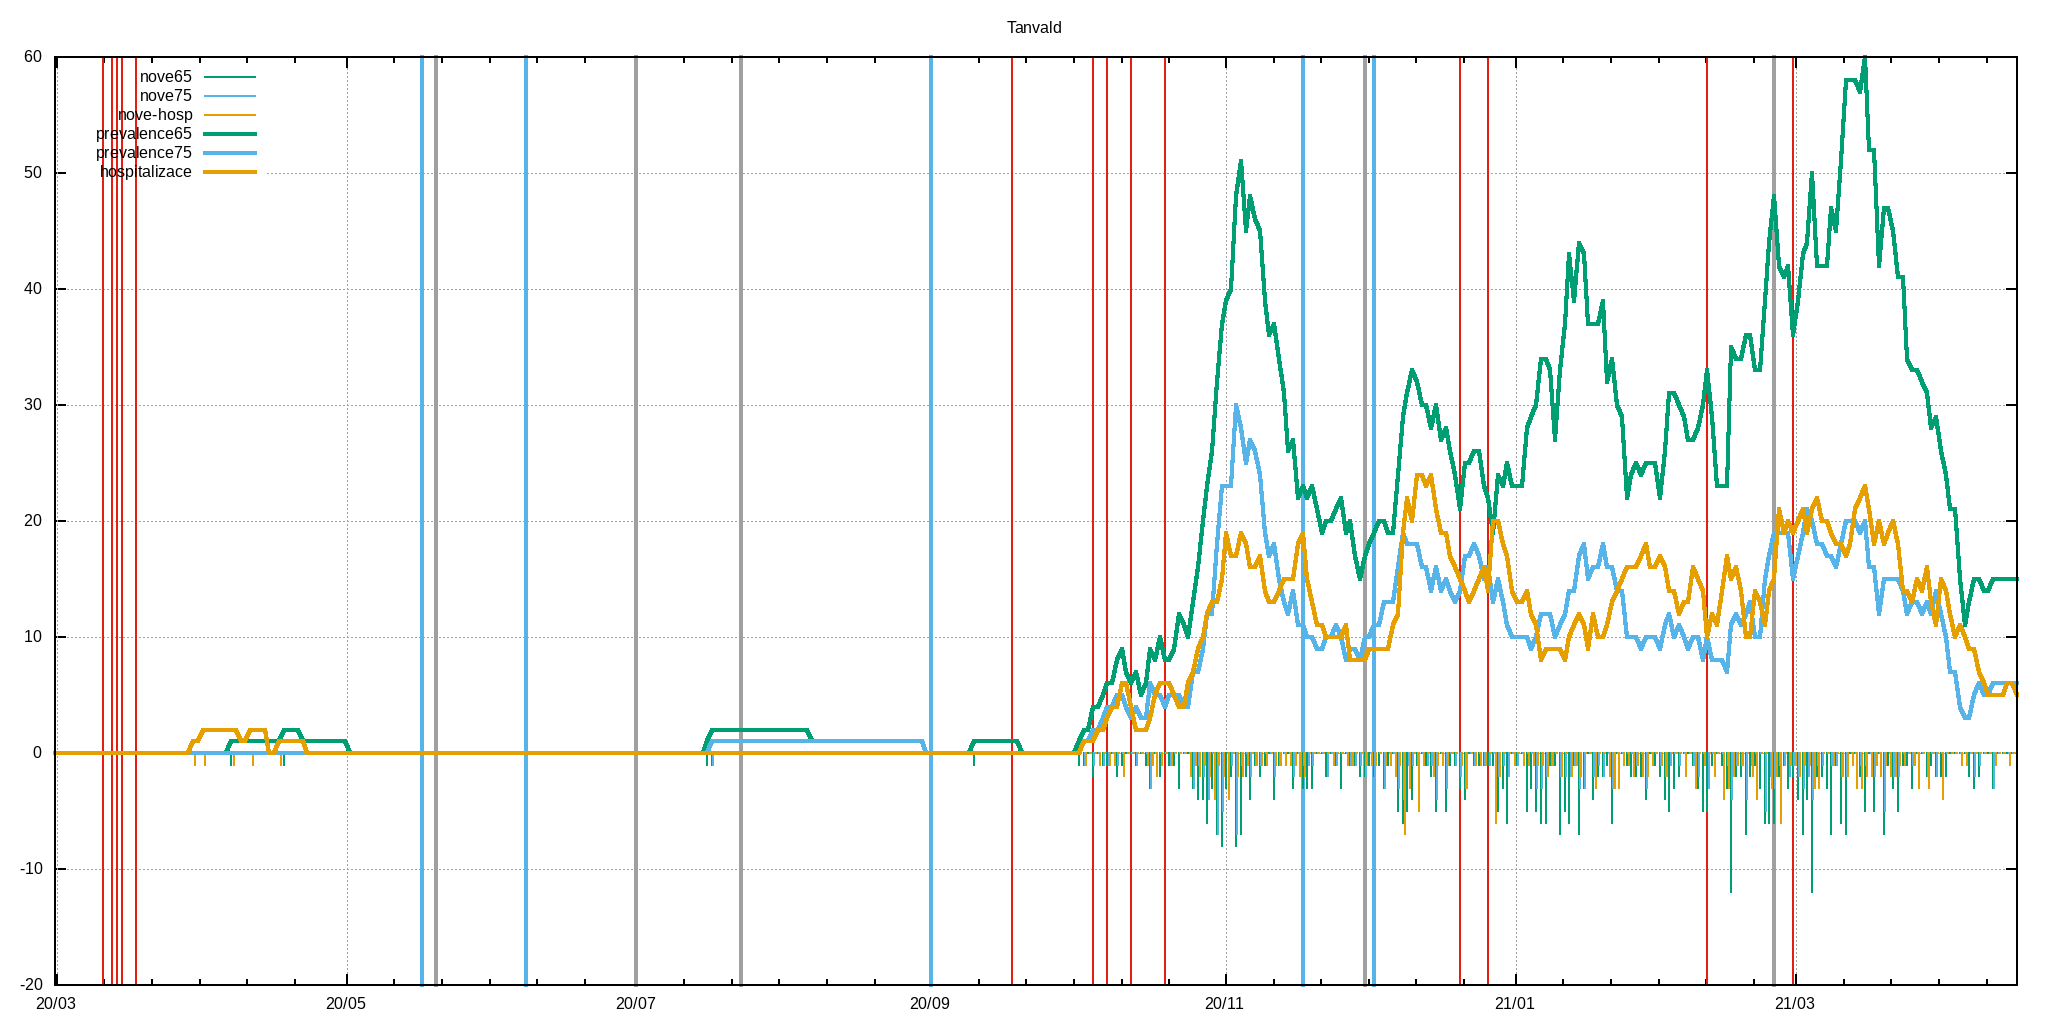 Tanvald
60
nove65
nove75
nove-hosp
prevalence65
prevalence75
hospitalizace
50
40
30
20
10
0
-10
-20
20/03 20/05 20/07 20/09 20/11 21/01 21/03